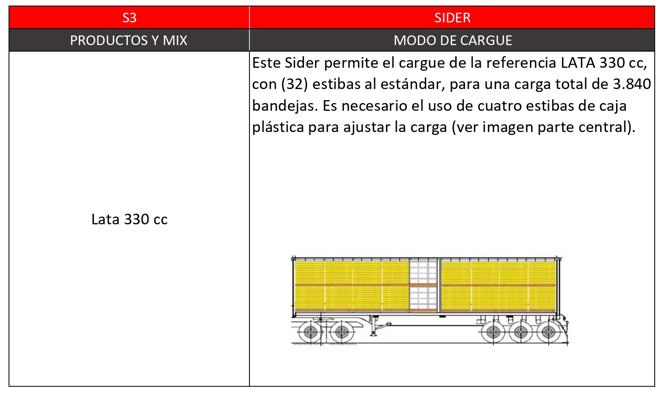 S3
SIDER
PRODUCTOS Y MIX
MODO DE CARGUE
Este Sider permite el cargue de la referencia LATA 330 cc,
con (32) estibas al estándar, para una carga total de 3.840
bandejas. Es necesario el uso de cuatro estibas de caja
plástica para ajustar la carga (ver imagen parte central).
Lata 330 cc